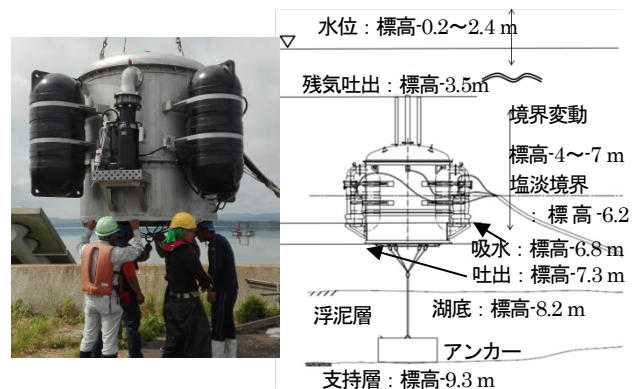 水位：標高-0.2～2.4 m
残気吐出：標高-3.5m
境界変動
標高-4～-7 m
塩淡境界
：標高-6.2
吸水：標高-6.8 m
吐出：標高-7.3 m
湖底：標高-8.2 m
浮泥層
アンカー
支持層：標高-9.3 m